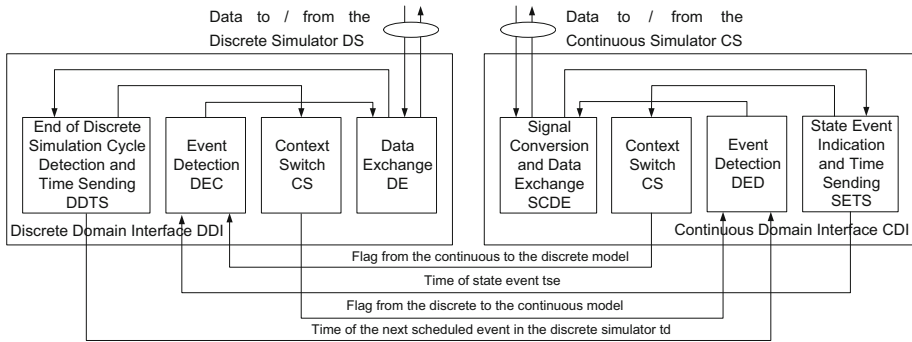 Data to / from the
Discrete Simulator DS
Data to / from the
Continuous Simulator CS
End of Discrete
Simulation Cycle
Detection and
Time Sending
DDTS
Event
Detection
DEC
Context
Switch
CS
Data
Exchange
DE
Discrete Domain Interface DDI
Signal
Conversion
and Data
Exchange
SCDE
Context
Switch
CS
Event
Detection
DED
State Event
Indication
and Time
Sending
SETS
Continuous Domain Interface CDI
Flag from the continuous to the discrete model
Time of state event tse
Flag from the discrete to the continuous model
Time of the next scheduled event in the discrete simulator td